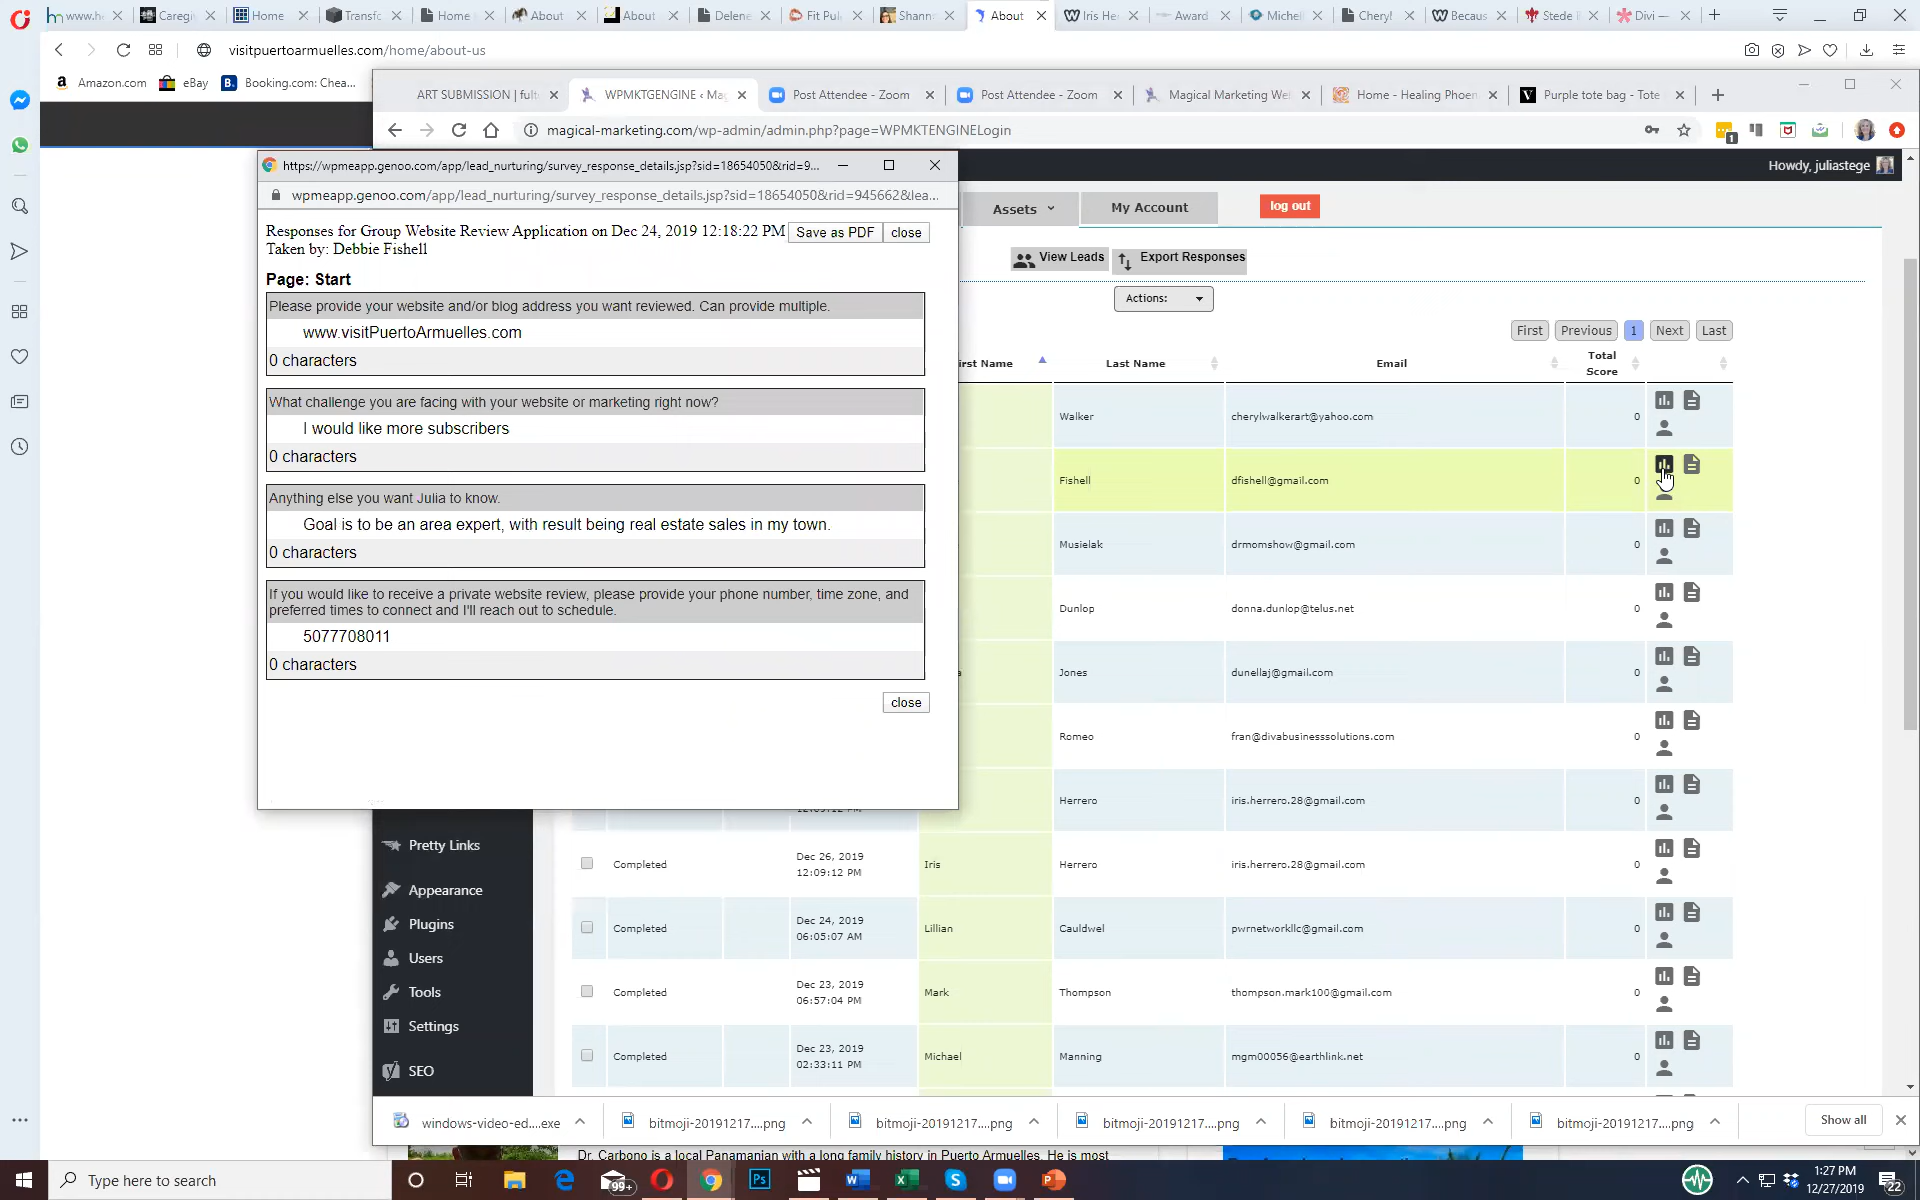 www.h
Caregi
Home
Transfo
Home
About
About
Delene
Fit Pul
Shann
About
Iris He
Award
Michel
Cheryl
Becaus
Stede
Divi —
visitpuertoarmuelles.com/home/about-us
Amazon.com
eBay
Booking.com: Chea...
ART SUBMISSION | fult
WPMKTGENGINE ‹ Ma
Post Attendee - Zoom
Post Attendee - Zoom
Magical Marketing We
Home - Healing Phoen
Purple tote bag - Tote
magical-marketing.com/wp-admin/admin.php?page=WPMKTENGINELogin
1
Howdy, juliastege
https://wpmeapp.genoo.com/app/lead_nurturing/survey_response_details.jsp?sid=18654050&rid=9...
wpmeapp.genoo.com/app/lead_nurturing/survey_response_details.jsp?sid=18654050&rid=945662&lea...
Responses for Group Website Review Application on Dec 24, 2019 12:18:22 PM
Save as PDF
close
Taken by: Debbie Fishell
Page: Start
Please provide your website and/or blog address you want reviewed. Can provide multiple.
www.visitPuertoArmuelles.com
0 characters
What challenge you are facing with your website or marketing right now?
I would like more subscribers
0 characters
Anything else you want Julia to know.
Goal is to be an area expert, with result being real estate sales in my town.
0 characters
If you would like to receive a private website review, please provide your phone number, time zone, and
preferred times to connect and I'll reach out to schedule.
5077708011
0 characters
close
Assets
My Account
log out
View Leads
Export Responses
Actions:
First Previous 1 Next Last
irst Name
Last Name
Email
Total
Score
Walker cherylwalkerart@yahoo.com 0
Fishell dfishell@gmail.com 0
Musielak drmomshow@gmail.com 0
Dunlop donna.dunlop@telus.net 0
a Jones dunellaj@gmail.com 0
Romeo fran@divabusinesssolutions.com 0
Herrero iris.herrero.28@gmail.com 0
12:09:12 PM
Completed
Dec 26, 2019
12:09:12 PM
Iris Herrero iris.herrero.28@gmail.com 0
Completed
Dec 24, 2019
06:05:07 AM
Lillian Cauldwel pwrnetworkllc@gmail.com 0
Completed
Dec 23, 2019
06:57:04 PM
Mark Thompson thompson.mark100@gmail.com 0
Completed
Dec 23, 2019
02:33:11 PM
Michael Manning mgm00056@earthlink.net 0
Pretty Links
Appearance
Plugins
Users
Tools
Settings
SEO
windows-video-ed....exe
bitmoji-20191217....png
bitmoji-20191217....png
bitmoji-20191217....png
bitmoji-20191217....png
bitmoji-20191217....png
Show all
Dr. Carbono is a local Panamanian with a long family history in Puerto Armuelles. He is most
Type here to search
99+
1:27 PM
12/27/2019
22